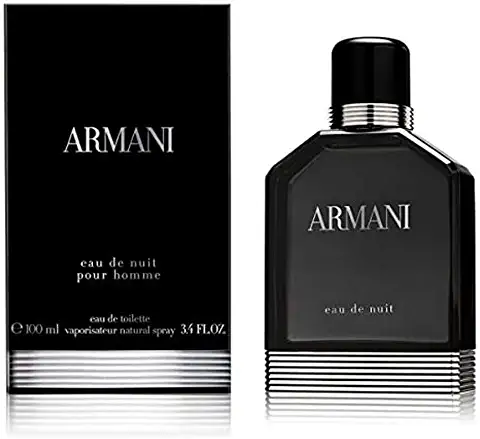 ARMANI
eau de nuit
pour homme
eau de toilette
℮ 100 ml vaporisateur natural spray 3.4 FL.OZ
ARMANI
eau de nuit